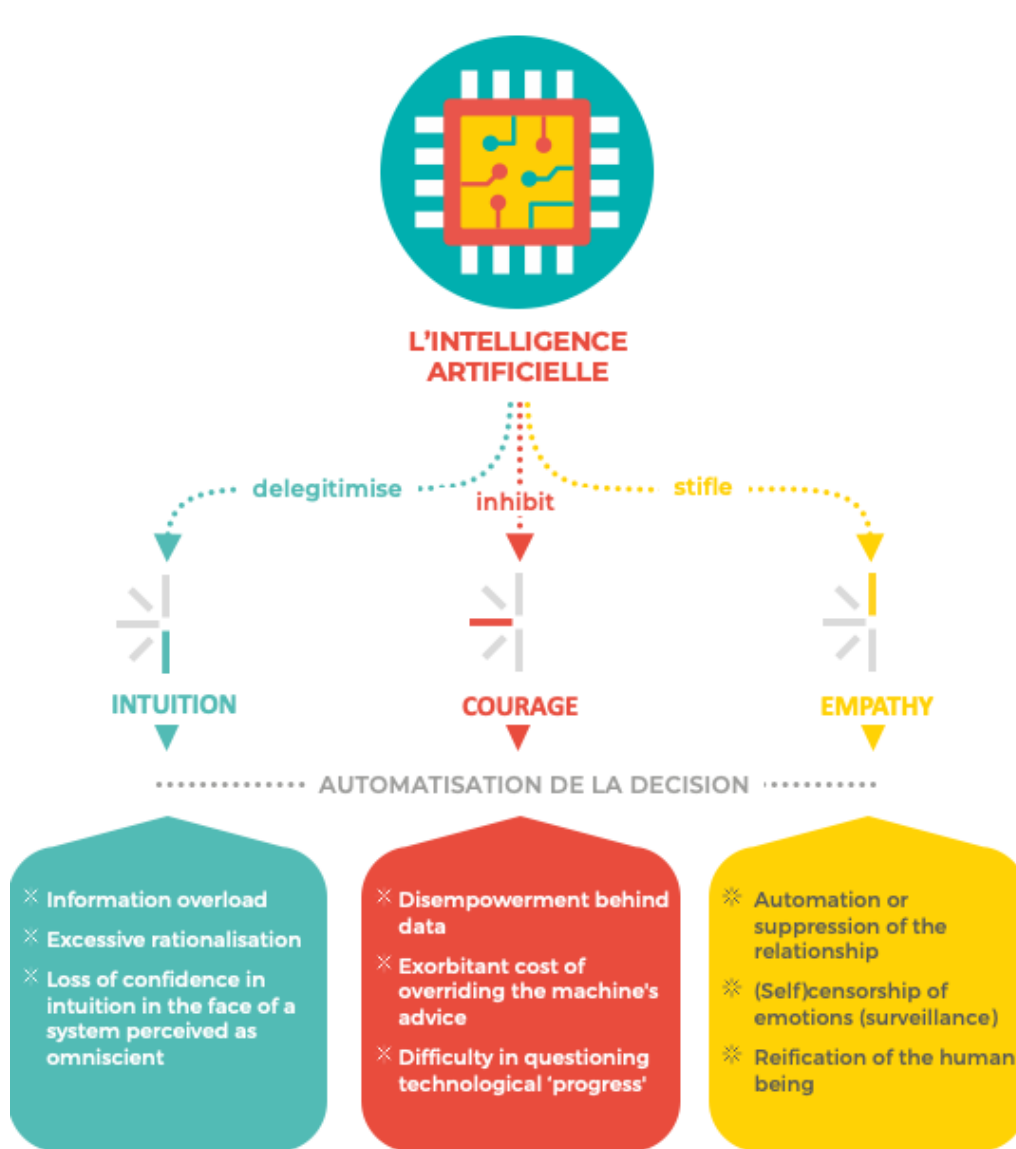 L'INTELLIGENCE
ARTIFICIELLE
delegitimise
inhibit
stifle
INTUITION
COURAGE
EMPATHY
AUTOMATISATION DE LA DECISION
Information overload
Excessive rationalisation
Loss of confidence in
intuition in the face of a
system perceived as
omniscient
Disempowerment behind
data
Exorbitant cost of
overriding the machine's
advice
Difficulty in questioning
technological ‘progress'
Automation or
suppression of the
relationship
(Self)censorship of
emotions (surveillance)
Reification of the human
being